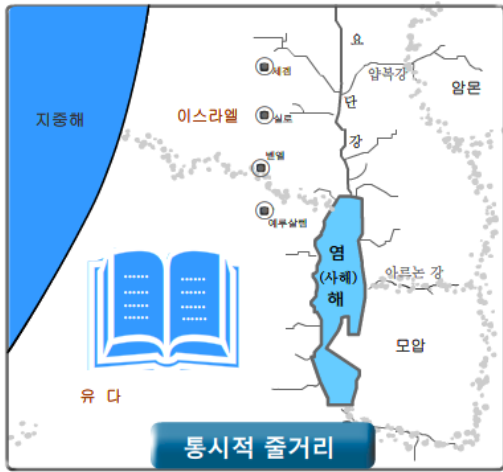 요
세겜
얍복강
암몬
지중해
이스라엘
실로
단
강
벧엘
예루살렘
염
(사해)
해
아르논 강
모압
유 다
통시적 줄거리